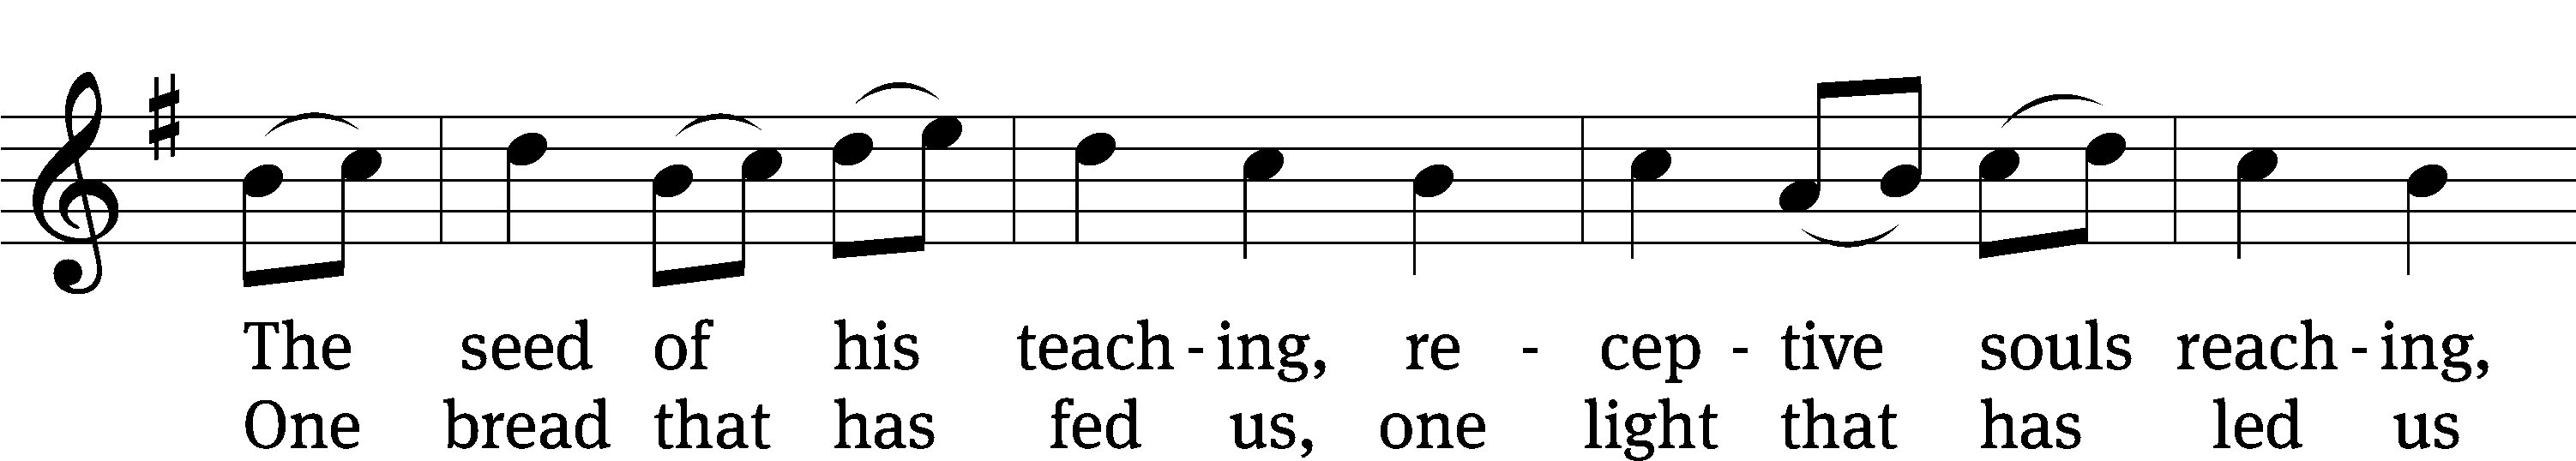 The seed of his teach - ing, re - cep - tive souls reach - ing,
One bread that has fed us, one light that has led us